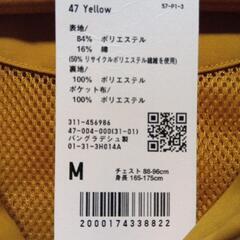 47 Yellow
57-P1-3
表地/
84% ポリエステル
16% 綿
(50% リサイクルポリエステル繊維を使用)
裏地/
100% ポリエステル
ポケット布/
100% ポリエステル
311-456986
47-004-000(31-01)
バングラデシュ製
01-31-3H014A
M
チェスト 88-96cm
身長 165-175cm
2000174338822